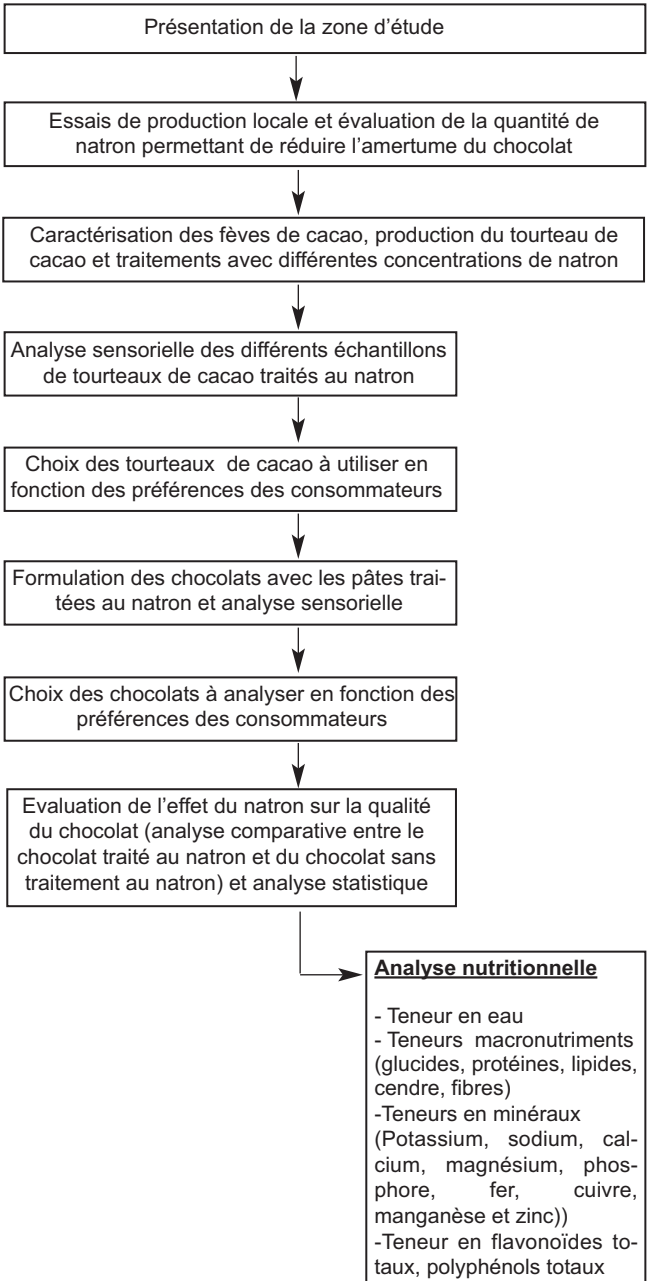 Présentation de la zone d’étude
Essais de production locale et évaluation de la quantité de
natron permettant de réduire l’amertume du chocolat
Caractérisation des fèves de cacao, production du tourteau de
cacao et traitements avec différentes concentrations de natron
Analyse sensorielle des différents échantillons
de tourteaux de cacao traités au natron
Choix des tourteaux de cacao à utiliser en
fonction des préférences des consommateurs
Formulation des chocolats avec les pâtes trai-
tées au natron et analyse sensorielle
Choix des chocolats à analyser en fonction des
préférences des consommateurs
Evaluation de l’effet du natron sur la qualité
du chocolat (analyse comparative entre le
chocolat traité au natron et du chocolat sans
traitement au natron) et analyse statistique
Analyse nutritionnelle
- Teneur en eau
- Teneurs macronutriments
(glucides, protéines, lipides,
cendre, fibres)
-Teneurs en minéraux
(Potassium, sodium, cal-
cium, magnésium, phos-
phore, fer, cuivre,
manganèse et zinc))
-Teneur en flavonoïdes to-
taux, polyphénols totaux